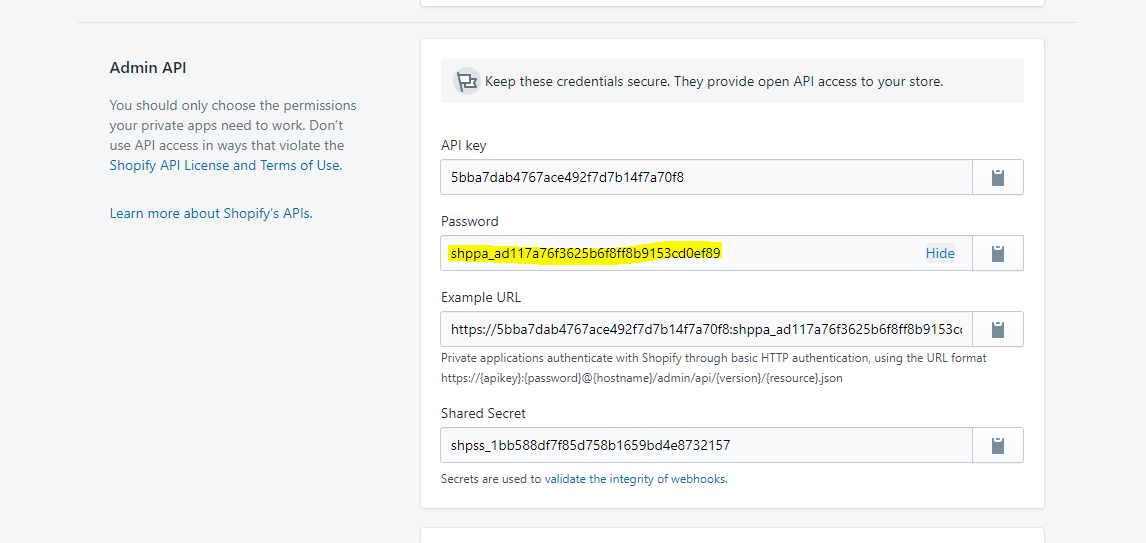 Admin API
You should only choose the permissions
your private apps need to work. Don't
use API access in ways that violate the
Shopify API License and Terms of Use.
Learn more about Shopify's APIs.
Keep these credentials secure. They provide open API access to your store.
API key
5bba7dab4767ace492f7d7b14f7a70f8
Password
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
Hide
Example URL
https://5bba7dab4767ace492f7d7b14f7a70f8:shppa_ad117a76f3625b6f8ff8b9153c
Private applications authenticate with Shopify through basic HTTP authentication, using the URL format
https://{apikey}:{password}@{hostname}/admin/api/{version}/{resource}.json
Shared Secret
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
Secrets are used to validate the integrity of webhooks.